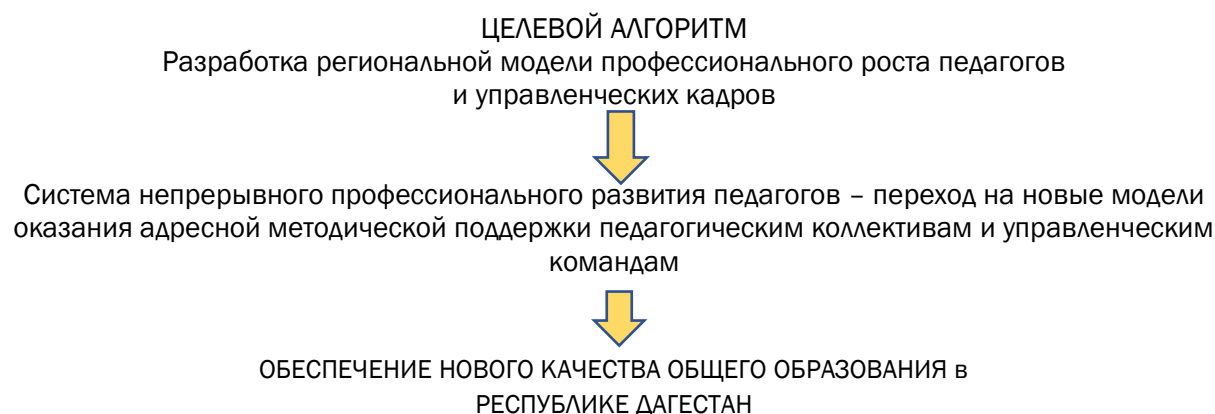 ЦЕЛЕВОЙ АЛГОРИТМ
Разработка региональной модели профессионального роста педагогов
и управленческих кадров
Система непрерывного профессионального развития педагогов – переход на новые модели
оказания адресной методической поддержки педагогическим коллективам и управленческим
командам
ОБЕСПЕЧЕНИЕ НОВОГО КАЧЕСТВА ОБЩЕГО ОБРАЗОВАНИЯ в
РЕСПУБЛИКЕ ДАГЕСТАН